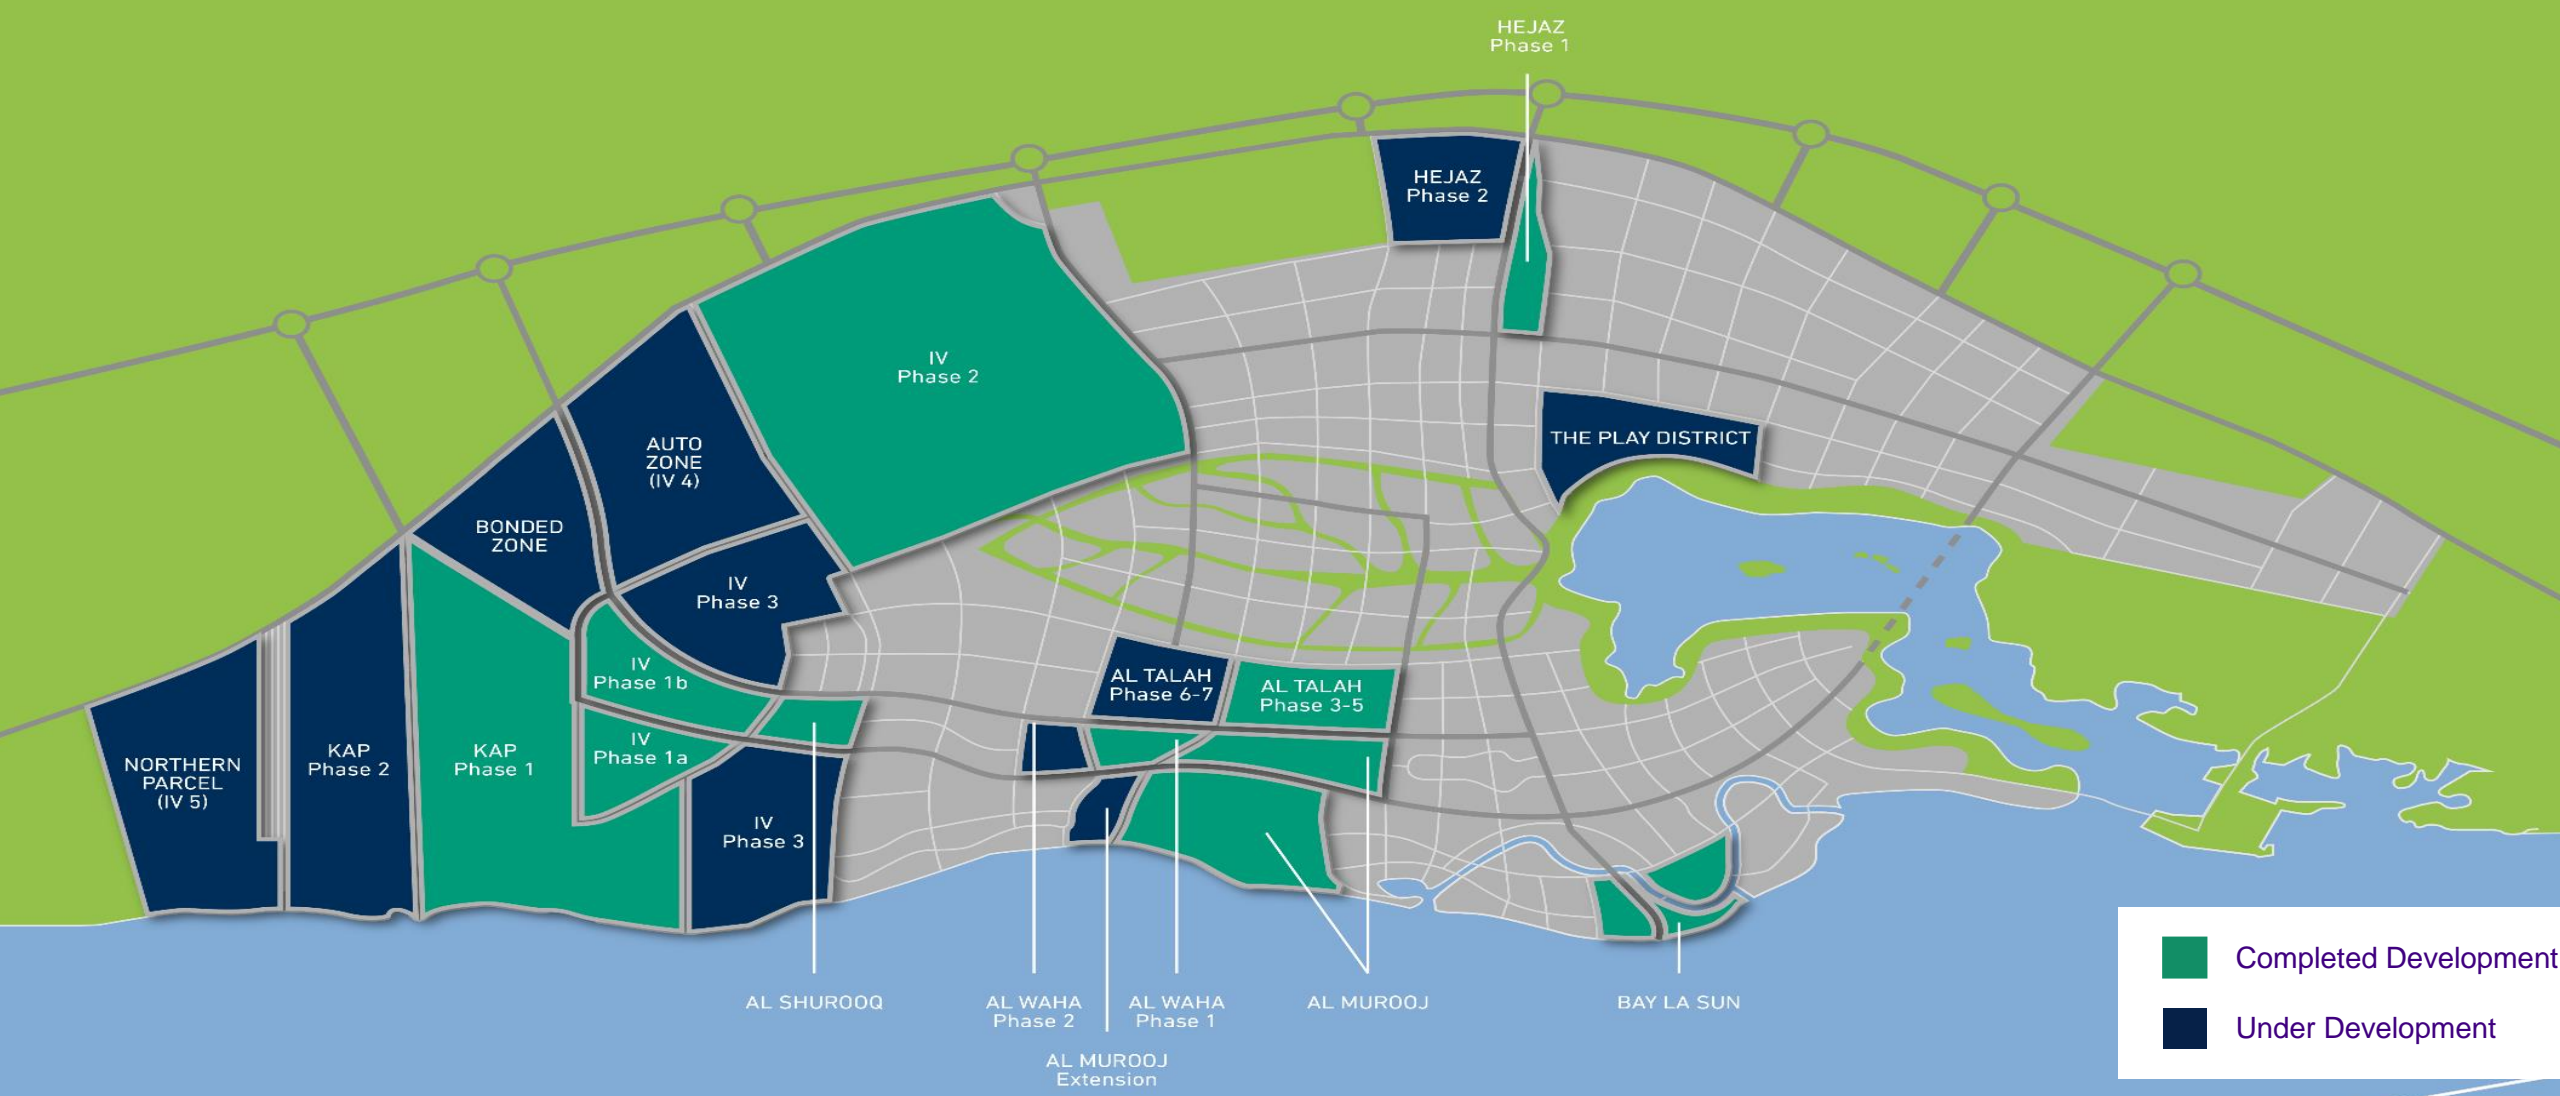 HEJAZ
Phase 1
HEJAZ
Phase 2
IV
Phase 2
AUTO
ZONE
(IV 4)
THE PLAY DISTRICT
BONDED
ZONE
IV
Phase 3
IV
Phase 1b
AL TALAH
Phase 6-7
AL TALAH
Phase 3-5
NORTHERN
PARCEL
(IV 5)
KAP
Phase 2
KAP
Phase 1
IV
Phase 1a
IV
Phase 3
AL SHUROOQ
AL WAHA
Phase 2
AL WAHA
Phase 1
AL MUROOJ
BAY LA SUN
AL MUROOJ
Extension
Completed Development
Under Development